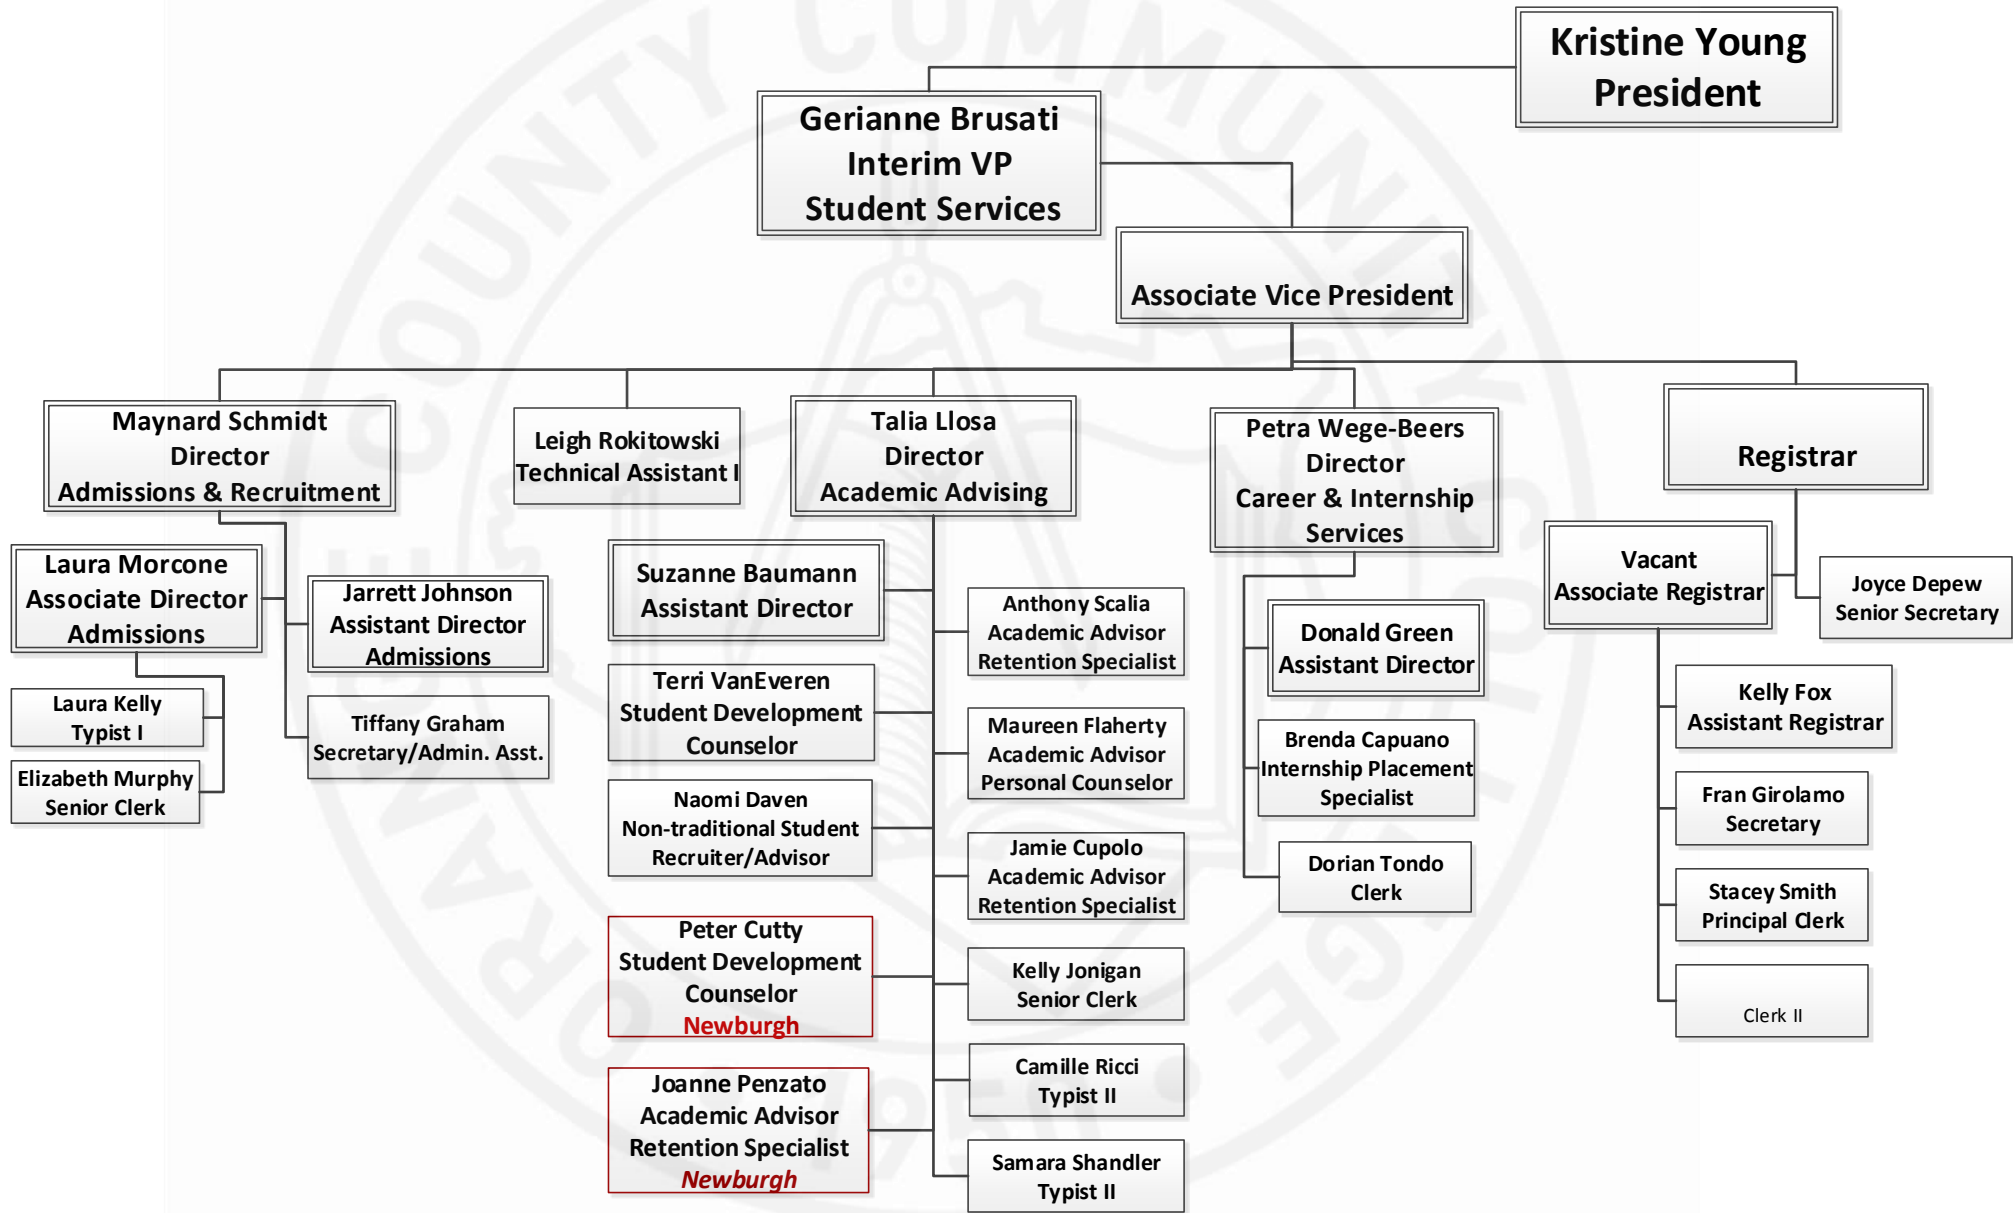 Kristine Young
President
Gerianne Brusati
Interim VP
Student Services
Associate Vice President
Maynard Schmidt
Director
Admissions & Recruitment
Laura Morcone
Associate Director
Admissions
Laura Kelly
Typist I
Elizabeth Murphy
Senior Clerk
Jarrett Johnson
Assistant Director
Admissions
Tiffany Graham
Secretary/Admin. Asst.
Leigh Rokitowski
Technical Assistant I
Talia Llosa
Director
Academic Advising
Suzanne Baumann
Assistant Director
Terri VanEveren
Student Development
Counselor
Naomi Daven
Non-traditional Student
Recruiter/Advisor
Peter Cutty
Student Development
Counselor
Newburgh
Joanne Penzato
Academic Advisor
Retention Specialist
Newburgh
Anthony Scalia
Academic Advisor
Retention Specialist
Maureen Flaherty
Academic Advisor
Personal Counselor
Jamie Cupolo
Academic Advisor
Retention Specialist
Kelly Jonigan
Senior Clerk
Camille Ricci
Typist II
Samara Shandler
Typist II
Petra Wege-Beers
Director
Career & Internship
Services
Donald Green
Assistant Director
Brenda Capuano
Internship Placement
Specialist
Dorian Tondo
Clerk
Registrar
Vacant
Associate Registrar
Joyce Depew
Senior Secretary
Kelly Fox
Assistant Registrar
Fran Girolamo
Secretary
Stacey Smith
Principal Clerk
Clerk II
ORANGE COUNTY COMMUNITY COLLEGE
• 1950 •